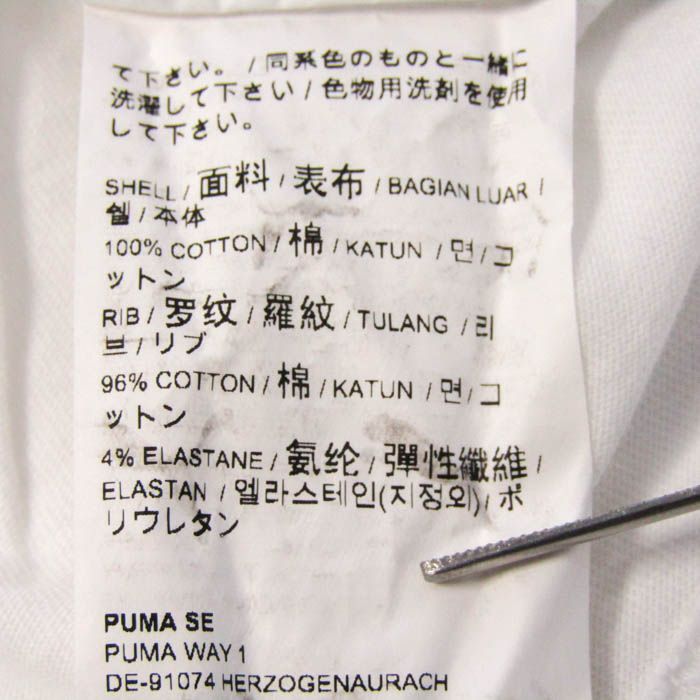 て下さい。/同系色のものと一緒に
洗濯して下さい/色物用洗剤を使用
して下さい。
SHELL / 面料 / 表布 / BAGIAN LUAR /
쉘 / 本体
100% COTTON / 棉 / KATUN / 면 / コ
ットン
RIB / 罗纹 / 羅紋 / TULANG / 리
브 / リブ
96% COTTON / 棉 / KATUN / 면 / コ
ットン
4% ELASTANE / 氨纶 / 彈性纖維 /
ELASTAN / 엘라스테인(지정외) / ポ
リウレタン
PUMA SE
PUMA WAY 1
DE-91074 HERZOGENAURACH